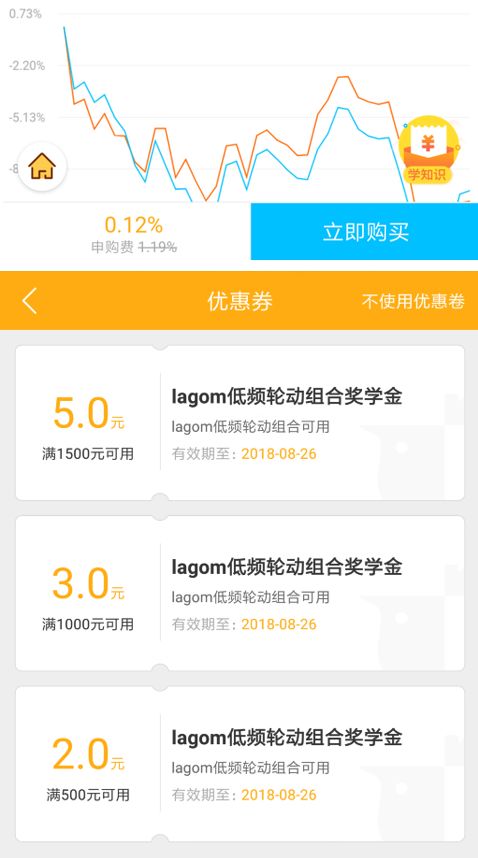 0.73%
-2.20%
-5.13%
学知识
0.12%
申购费 1.19%
立即购买
优惠券
不使用优惠卷
5.0元
满1500元可用
lagom低频轮动组合奖学金
lagom低频轮动组合可用
有效期至：2018-08-26
3.0元
满1000元可用
lagom低频轮动组合奖学金
lagom低频轮动组合可用
有效期至：2018-08-26
2.0元
满500元可用
lagom低频轮动组合奖学金
lagom低频轮动组合可用
有效期至：2018-08-26